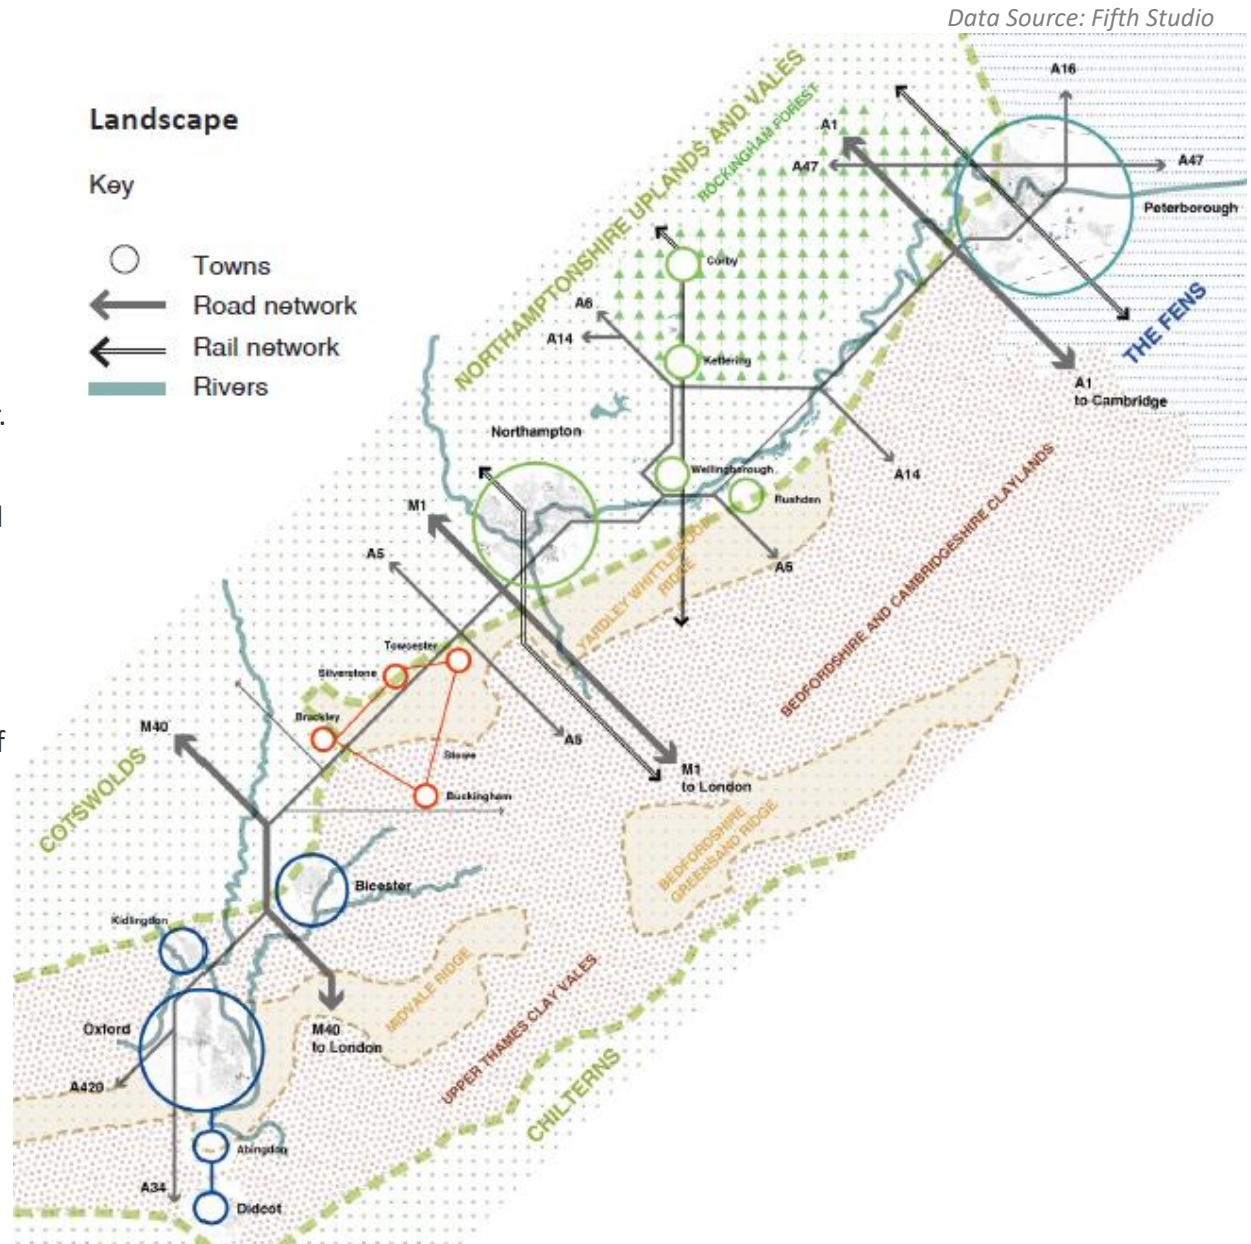 Data Source: Fifth Studio
Landscape
Key
Towns
Road network
Rail network
Rivers
NORTHAMPTONSHIRE UPLANDS AND VALES
ROCKINGHAM FOREST
A16
A1
A47
A47
Peterborough
Corby
THE FENS
A6
A14
Kettering
A1
to Cambridge
Northampton
Wellingborough
A14
Rushden
M1
A5
A6
YARDLEY WHITTLEWOOD
RIDGE
BEDFORDSHIRE AND CAMBRIDGESHIRE CLAYLANDS
Towcester
Silverstone
Brackley
M40
A5
Stowe
M1
to London
Buckingham
COTSWOLDS
BEDFORDSHIRE
GREENSAND RIDGE
Bicester
Kidlington
MIDVALE RIDGE
Oxford
M40
to London
UPPER THAMES CLAY VALES
A420
CHILTERNS
Abingdon
A34
Didcot